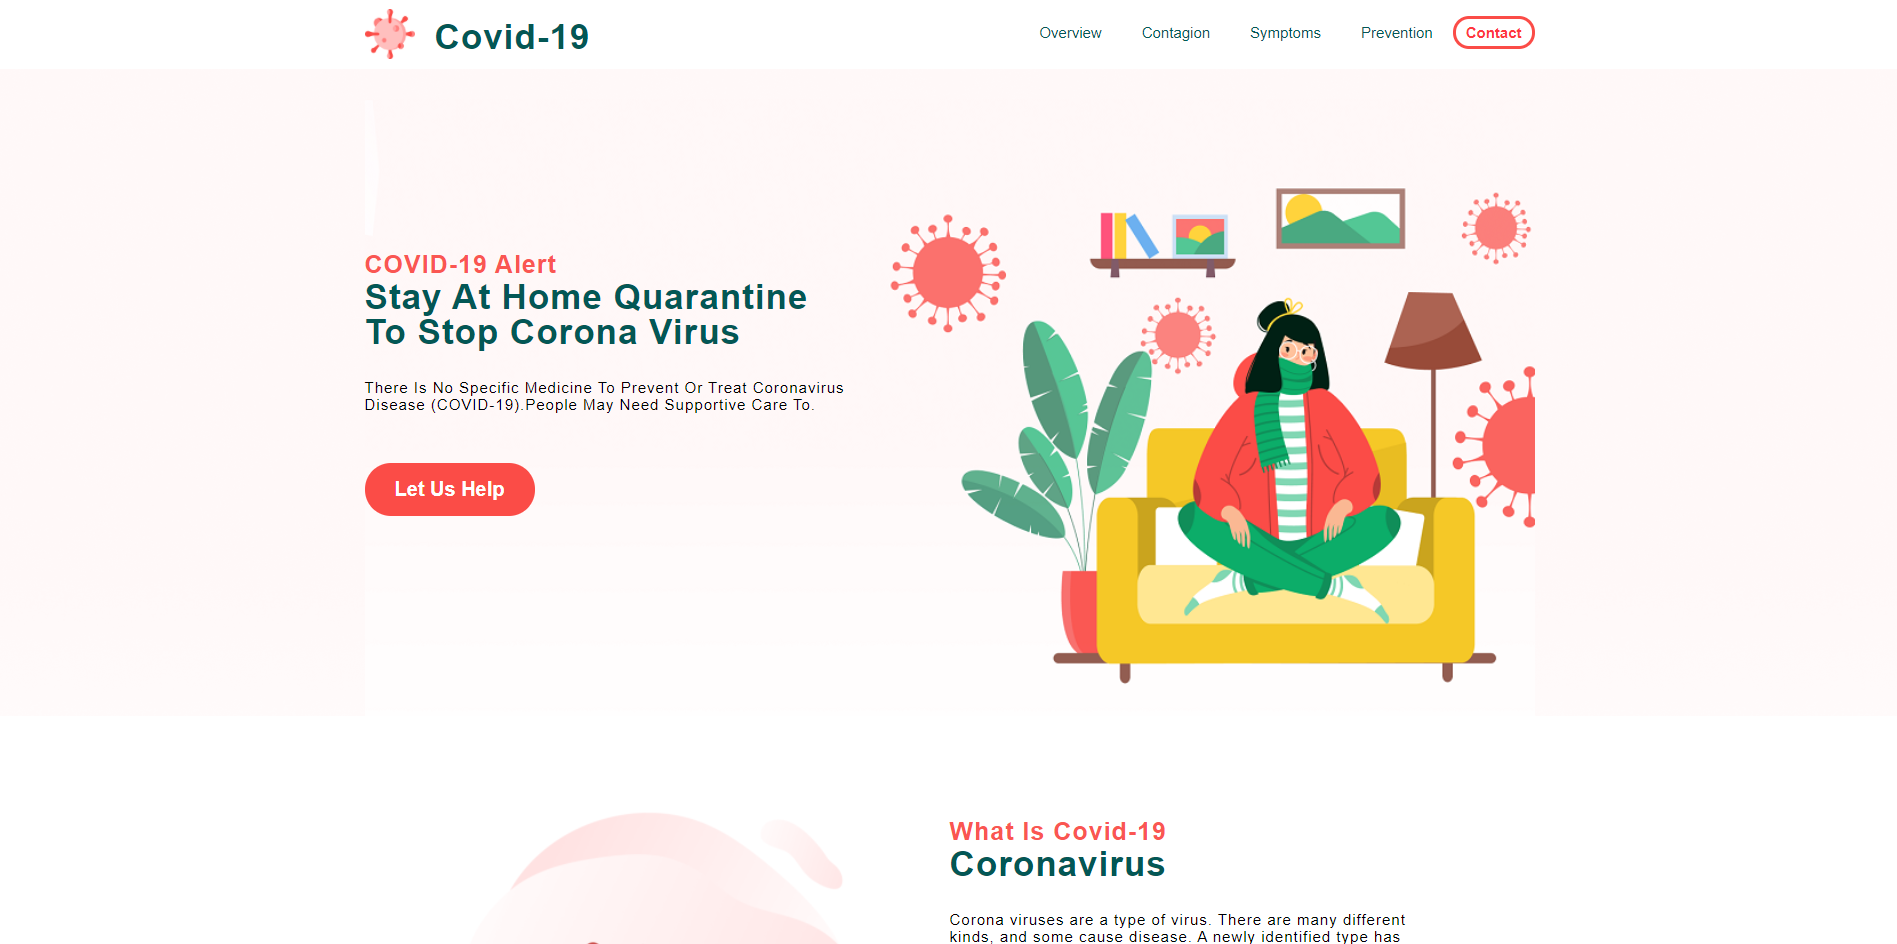 Covid-19
Overview
Contagion
Symptoms
Prevention
Contact
COVID-19 Alert
Stay At Home Quarantine
To Stop Corona Virus
There Is No Specific Medicine To Prevent Or Treat Coronavirus
Disease (COVID-19).People May Need Supportive Care To.
Let Us Help
What Is Covid-19
Coronavirus
Corona viruses are a type of virus. There are many different
kinds, and some cause disease. A newly identified type has